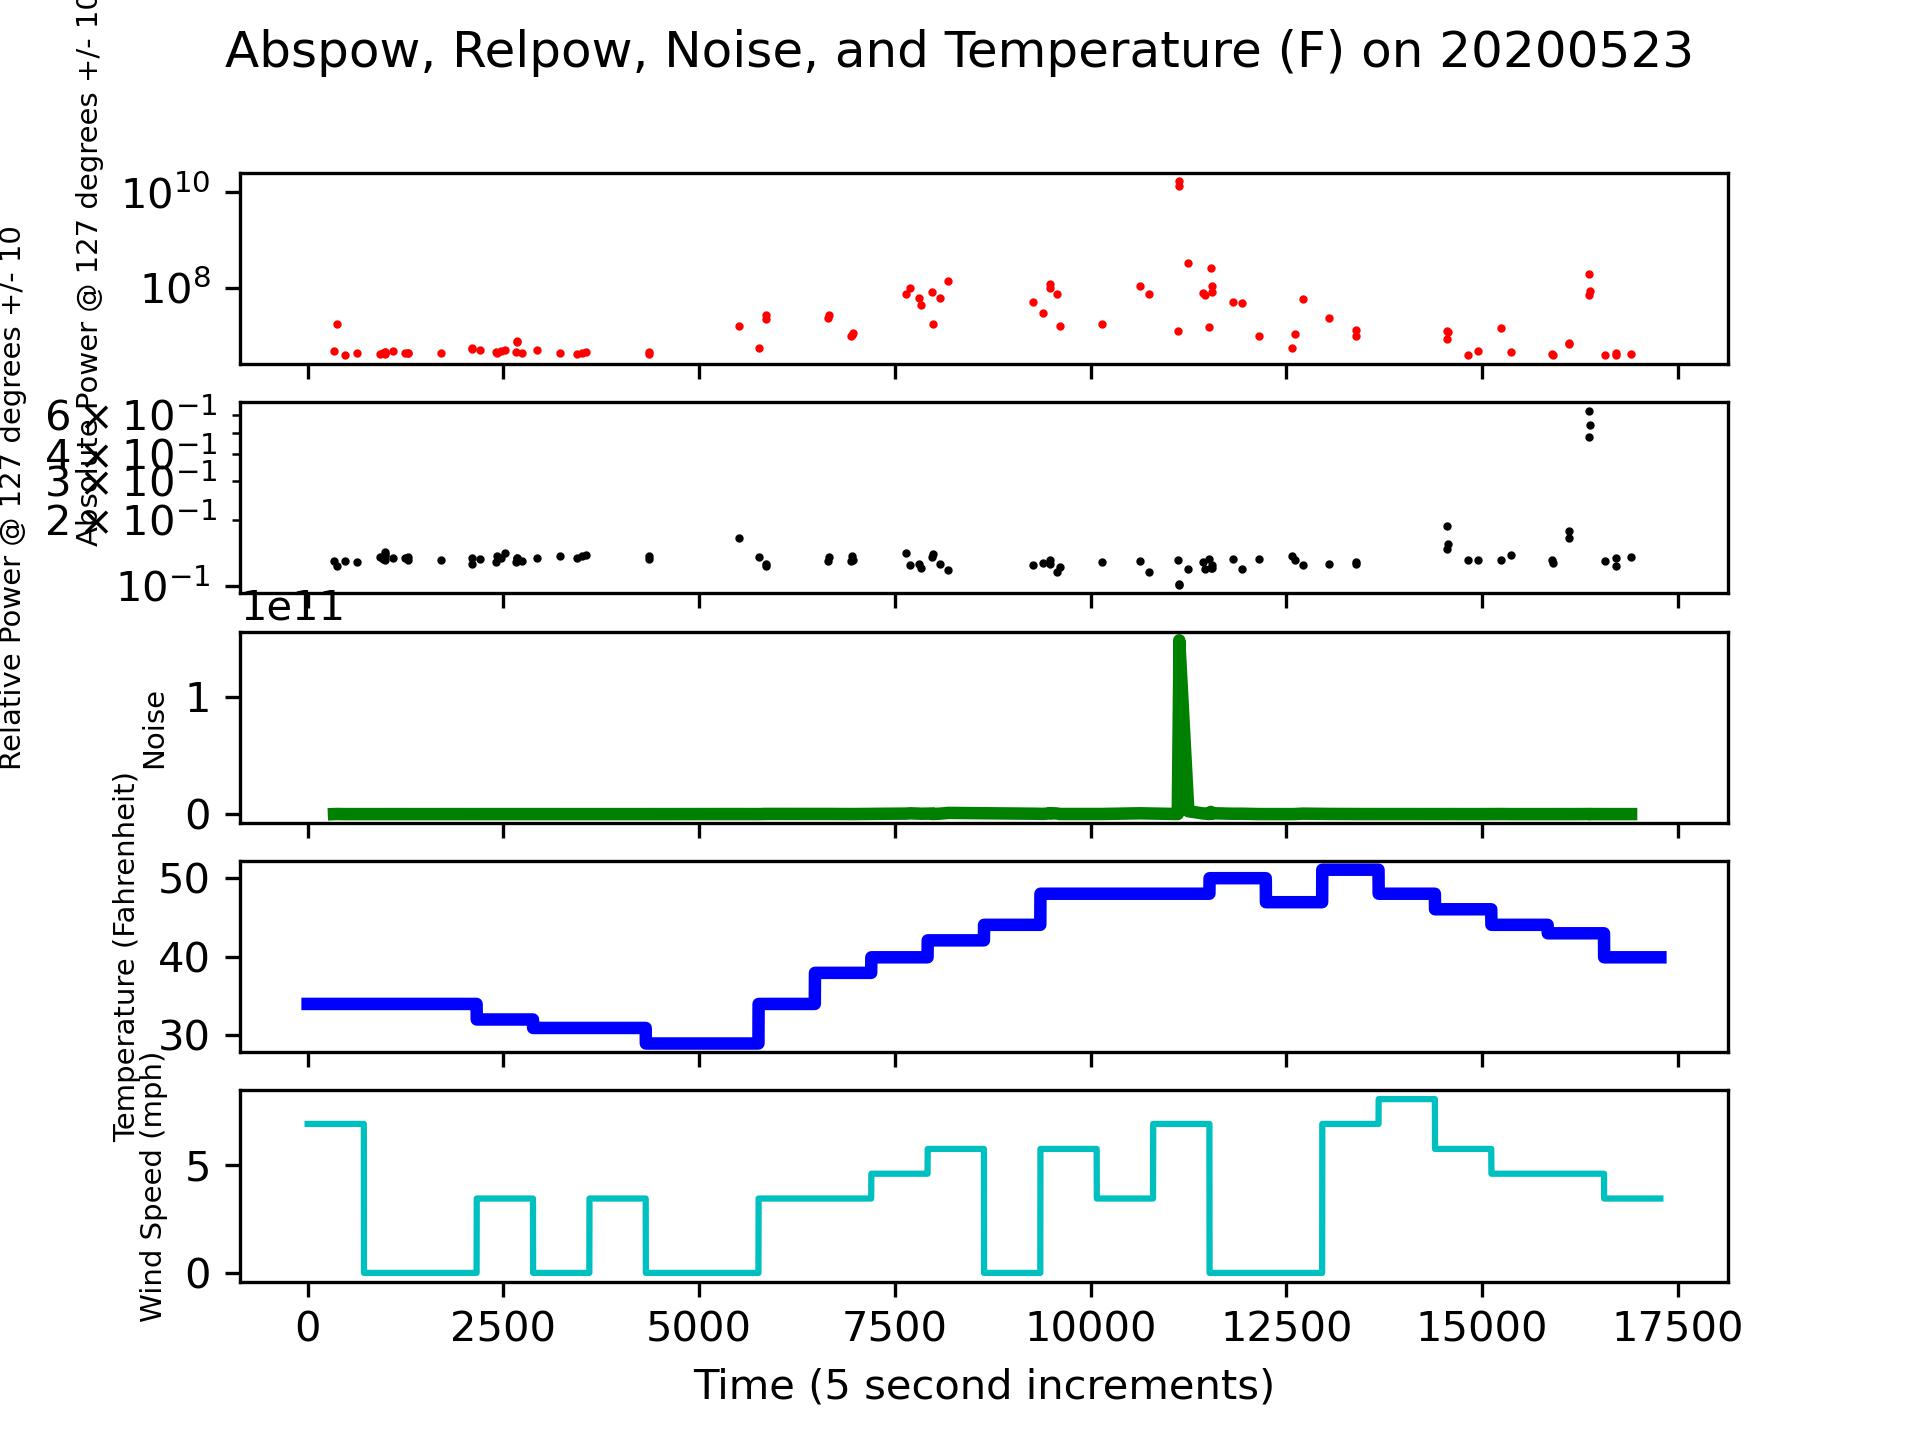 Abspow, Relpow, Noise, and Temperature (F) on 20200523
Absolute Power @ 127 degrees +/- 10
10^10
10^8
Relative Power @ 127 degrees +/- 10
6 × 10^−1
4 × 10^−1
3 × 10^−1
2 × 10^−1
10^−1
1e11
Noise
1
0
Temperature (Fahrenheit)
50
40
30
Wind Speed (mph)
5
0
0 2500 5000 7500 10000 12500 15000 17500
Time (5 second increments)